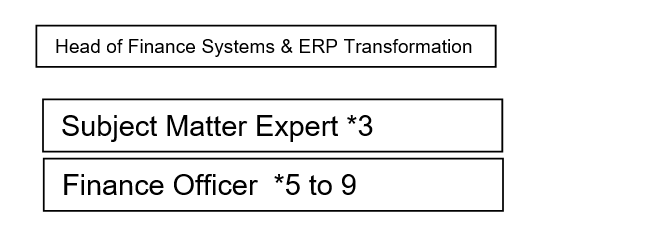 Head of Finance Systems & ERP Transformation
Subject Matter Expert *3
Finance Officer  *5 to 9